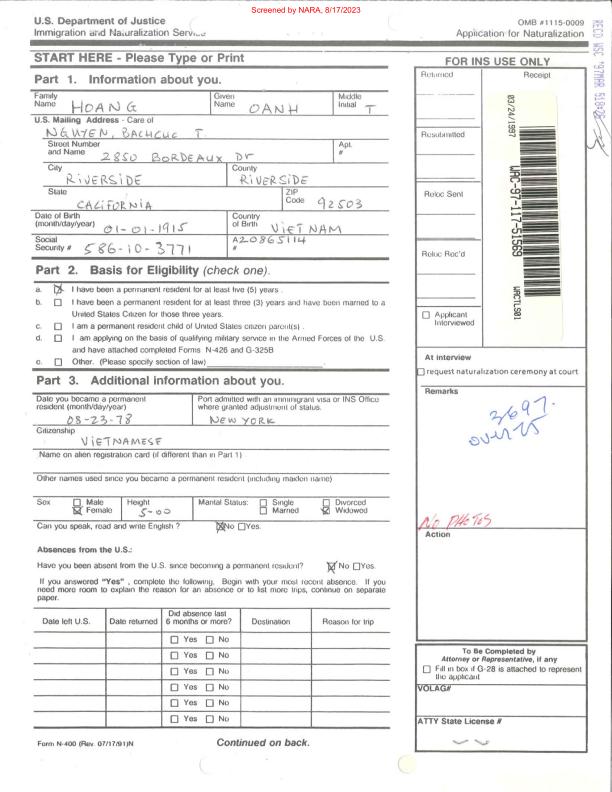 Screened by NARA, 8/17/2023
U.S. Department of Justice
Immigration and Naturalization Service
OMB #1115-0009
Application for Naturalization
START HERE - Please Type or Print
Part 1. Information about you.
Family Name HOANG Given Name OANH Middle Initial T
U.S. Mailing Address - Care of
NGUYEN, T.
Street Number and Name 2850 BORDEAUX Dr Apt. #
City RIVERSIDE County RIVERSIDE
State CALIFORNIA ZIP Code 92503
Date of Birth (month/day/year) 01-01-1915 Country of Birth VIETNAM
Social Security # 586-10-3771 A20865114 #
Part 2. Basis for Eligibility (check one).
a. I have been a permanent resident for at least five (5) years .
b. I have been a permanent resident for at least three (3) years and have been married to a
United States Citizen for those three years.
c. I am a permanent resident child of United States citizen parent(s) .
d. I am applying on the basis of qualifying military service in the Armed Forces of the U.S.
and have attached completed Forms N-426 and G-325B
e. Other. (Please specify section of law)
Part 3. Additional information about you.
Date you became a permanent resident (month/day/year) 08-23-78
Port admitted with an immigrant visa or INS Office where granted adjustment of status. NEW YORK
Citizenship
VIETNAMESE
Name on alien registration card (if different than in Part 1)
Other names used since you became a permanent resident (including maiden name)
Sex Male Female Height 5-00 Marital Status: Single Married Divorced Widowed
Can you speak, read and write English ? No Yes.
Absences from the U.S.:
Have you been absent from the U.S. since becoming a permanent resident? No Yes.
If you answered "Yes" , complete the following. Begin with your most recent absence. If you
need more room to explain the reason for an absence or to list more trips, continue on separate
paper.
Date left U.S. Date returned Did absence last 6 months or more? Destination Reason for trip
Yes No
Yes No
Yes No
Yes No
Yes No
Yes No
Form N-400 (Rev. 07/17/91)N
Continued on back.
FOR INS USE ONLY
Returned Receipt
Resubmitted
Reloc Sent
Reloc Rec'd
Applicant Interviewed
03/24/1997
WAC-97-117-51569
WACTLS01
At interview
request naturalization ceremony at court
Remarks
3697.
over 25
NO PHOTOS
Action
To Be Completed by
Attorney or Representative, if any
Fill in box if G-28 is attached to represent the applicant
VOLAG#
ATTY State License #